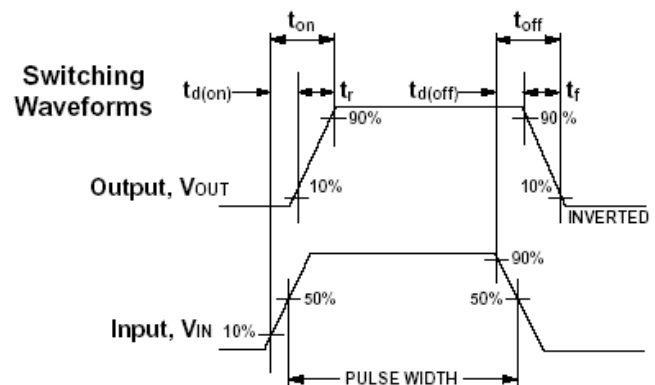 ton
toff
Switching
Waveforms
td(on)
tr
td(off)
tf
90%
90%
Output, VOUT
10%
10%
INVERTED
90%
50%
50%
Input, VIN
10%
PULSE WIDTH